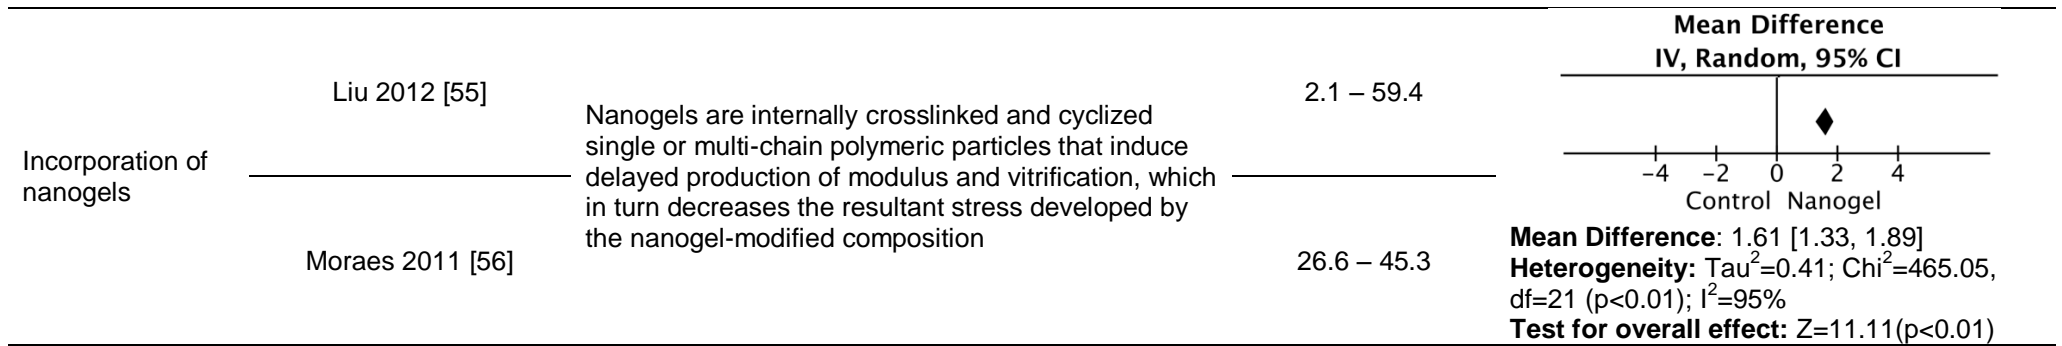 Incorporation of
nanogels
Liu 2012 [55]
Moraes 2011 [56]
Nanogels are internally crosslinked and cyclized
single or multi-chain polymeric particles that induce
delayed production of modulus and vitrification, which
in turn decreases the resultant stress developed by
the nanogel-modified composition
2.1 – 59.4
26.6 – 45.3
Mean Difference
IV, Random, 95% CI
−4 −2 0 2 4
Control Nanogel
Mean Difference: 1.61 [1.33, 1.89]
Heterogeneity: Tau²=0.41; Chi²=465.05,
df=21 (p<0.01); I²=95%
Test for overall effect: Z=11.11(p<0.01)